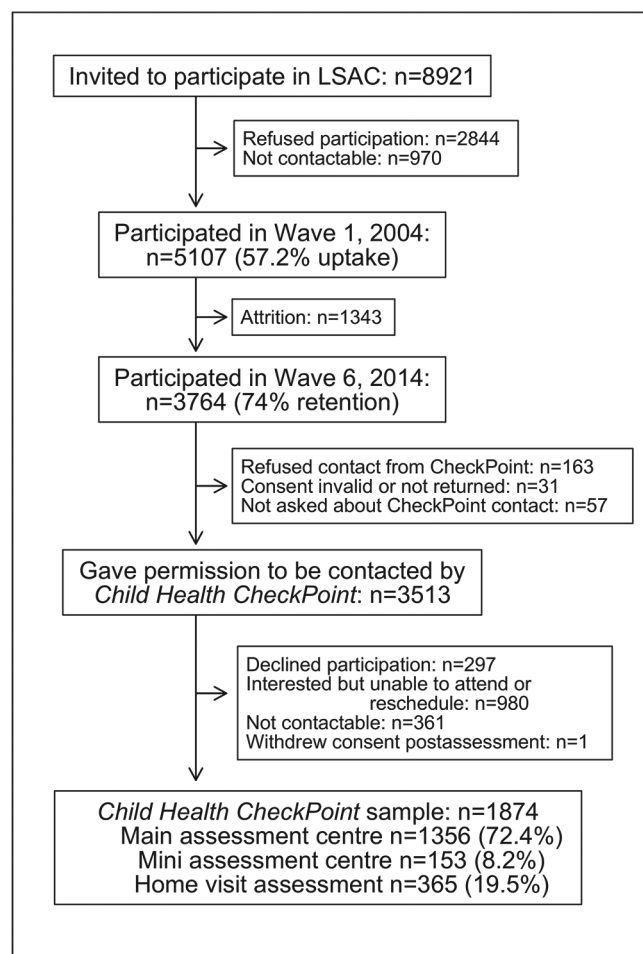 Invited to participate in LSAC: n=8921
Refused participation: n=2844
Not contactable: n=970
Participated in Wave 1, 2004:
n=5107 (57.2% uptake)
Attrition: n=1343
Participated in Wave 6, 2014:
n=3764 (74% retention)
Refused contact from CheckPoint: n=163
Consent invalid or not returned: n=31
Not asked about CheckPoint contact: n=57
Gave permission to be contacted by
Child Health CheckPoint: n=3513
Declined participation: n=297
Interested but unable to attend or
reschedule: n=980
Not contactable: n=361
Withdrew consent postassessment: n=1
Child Health CheckPoint sample: n=1874
Main assessment centre n=1356 (72.4%)
Mini assessment centre n=153 (8.2%)
Home visit assessment n=365 (19.5%)